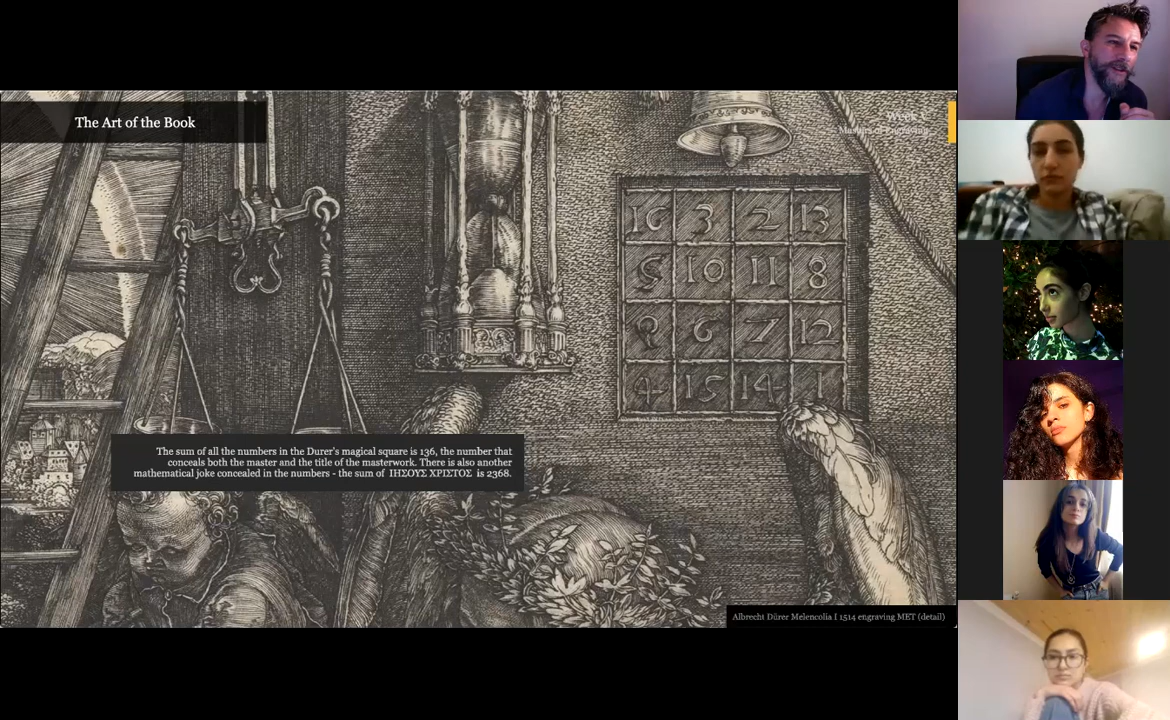 The Art of the Book
Masters of Engraving
16 3 2 13
5 10 11 8
9 6 7 12
4 15 14 1
The sum of all the numbers in the Durer's magical square is 136, the number that
conceals both the master and the title of the masterwork. There is also another
mathematical joke concealed in the numbers - the sum of ΙΗΣΟΥΣ ΧΡΙΣΤΟΣ is 2368.
Albrecht Dürer Melencolia I 1514 engraving MET (detail)